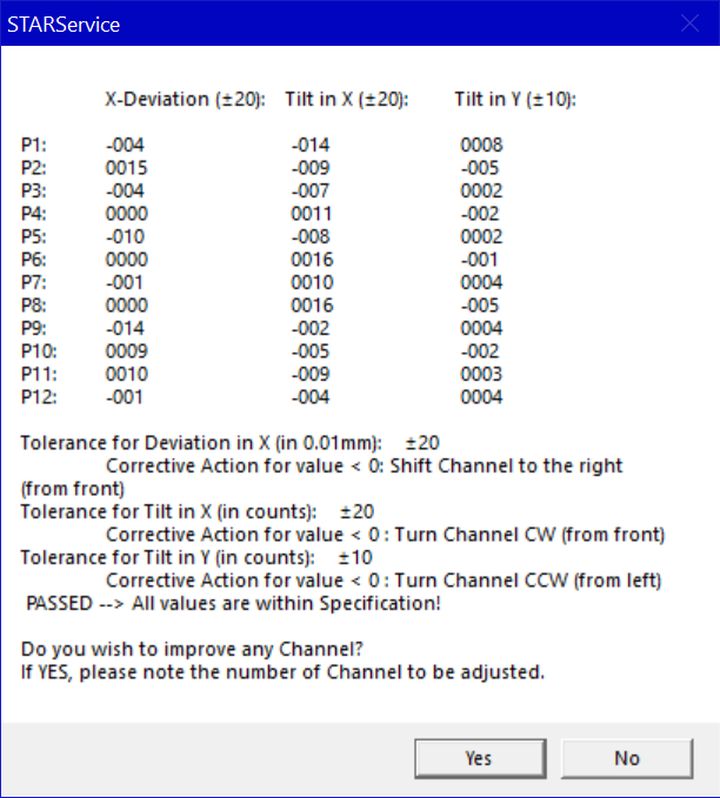 STARService
X-Deviation (±20): Tilt in X (±20): Tilt in Y (±10):
P1: -004 -014 0008
P2: 0015 -009 -005
P3: -004 -007 0002
P4: 0000 0011 -002
P5: -010 -008 0002
P6: 0000 0016 -001
P7: -001 0010 0004
P8: 0000 0016 -005
P9: -014 -002 0004
P10: 0009 -005 -002
P11: 0010 -009 0003
P12: -001 -004 0004
Tolerance for Deviation in X (in 0.01mm): ±20
Corrective Action for value < 0: Shift Channel to the right
(from front)
Tolerance for Tilt in X (in counts): ±20
Corrective Action for value < 0 : Turn Channel CW (from front)
Tolerance for Tilt in Y (in counts): ±10
Corrective Action for value < 0 : Turn Channel CCW (from left)
PASSED --> All values are within Specification!
Do you wish to improve any Channel?
If YES, please note the number of Channel to be adjusted.
Yes No